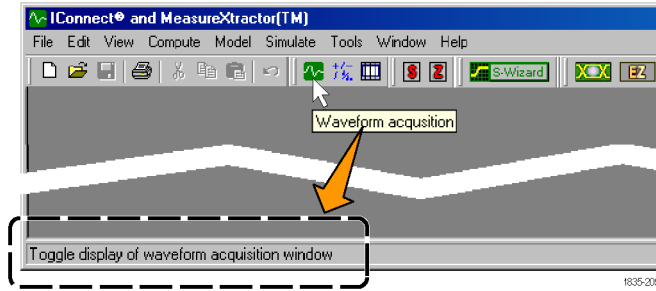 IConnect® and MeasureXtractor(TM)
File Edit View Compute Model Simulate Tools Window Help
S Z S-Wizard EZ
Waveform acqusition
Toggle display of waveform acquisition window